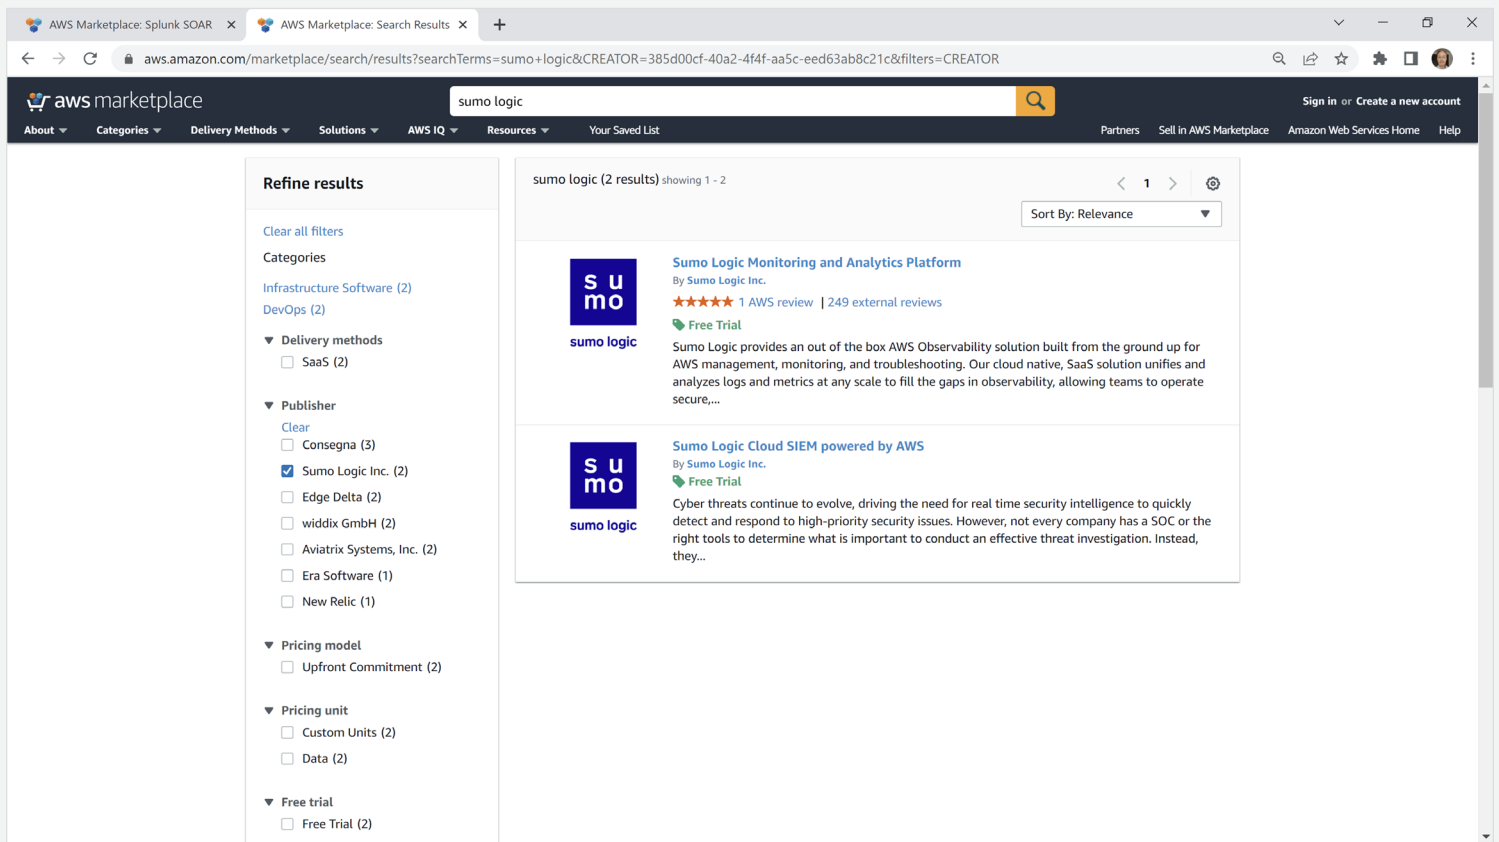 AWS Marketplace: Splunk SOAR
AWS Marketplace: Search Results
aws.amazon.com/marketplace/search/results?searchTerms=sumo+logic&CREATOR=385d00cf-40a2-4f4f-aa5c-eed63ab8c21c&filters=CREATOR
aws marketplace
sumo logic
Sign in or Create a new account
About
Categories
Delivery Methods
Solutions
AWS IQ
Resources
Your Saved List
Partners
Sell in AWS Marketplace
Amazon Web Services Home
Help
Refine results
Clear all filters
Categories
Infrastructure Software (2)
DevOps (2)
Delivery methods
SaaS (2)
Publisher
Clear
Consegna (3)
Sumo Logic Inc. (2)
Edge Delta (2)
widdix GmbH (2)
Aviatrix Systems, Inc. (2)
Era Software (1)
New Relic (1)
Pricing model
Upfront Commitment (2)
Pricing unit
Custom Units (2)
Data (2)
Free trial
Free Trial (2)
sumo logic (2 results) showing 1 - 2
1
Sort By: Relevance
su
mo
sumo logic
Sumo Logic Monitoring and Analytics Platform
By Sumo Logic Inc.
1 AWS review | 249 external reviews
Free Trial
Sumo Logic provides an out of the box AWS Observability solution built from the ground up for
AWS management, monitoring, and troubleshooting. Our cloud native, SaaS solution unifies and
analyzes logs and metrics at any scale to fill the gaps in observability, allowing teams to operate
secure,...
su
mo
sumo logic
Sumo Logic Cloud SIEM powered by AWS
By Sumo Logic Inc.
Free Trial
Cyber threats continue to evolve, driving the need for real time security intelligence to quickly
detect and respond to high-priority security issues. However, not every company has a SOC or the
right tools to determine what is important to conduct an effective threat investigation. Instead,
they...